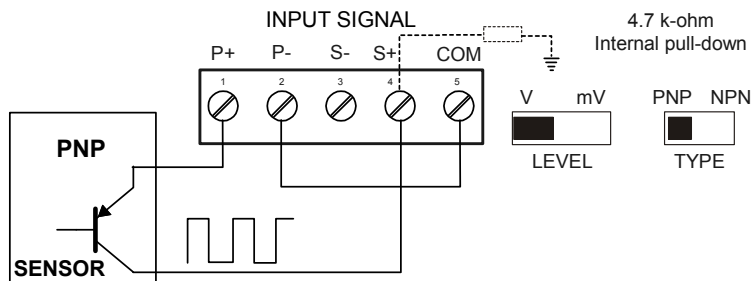 INPUT SIGNAL
4.7 k-ohm
Internal pull-down
P+ P- S- S+ COM
1 2 3 4 5
V mV
PNP NPN
LEVEL TYPE
PNP
SENSOR